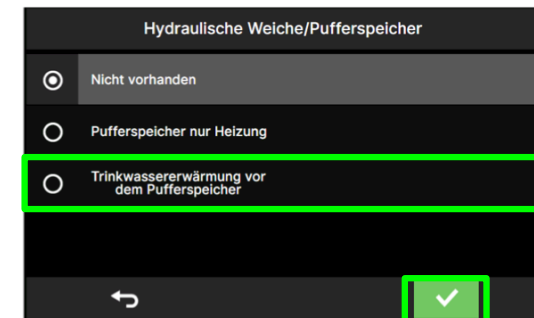 Hydraulische Weiche/Pufferspeicher
Nicht vorhanden
Pufferspeicher nur Heizung
Trinkwassererwärmung vor
dem Pufferspeicher